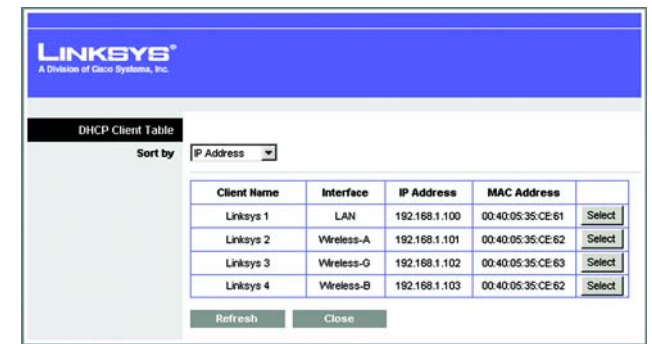 LINKSYS®
A Division of Cisco Systems, Inc.
DHCP Client Table
Sort by IP Address
Client Name Interface IP Address MAC Address
Linksys 1 LAN 192.168.1.100 00:40:05:35:CE:61 Select
Linksys 2 Wireless-A 192.168.1.101 00:40:05:35:CE:62 Select
Linksys 3 Wireless-G 192.168.1.102 00:40:05:35:CE:63 Select
Linksys 4 Wireless-B 192.168.1.103 00:40:05:35:CE:62 Select
Refresh Close